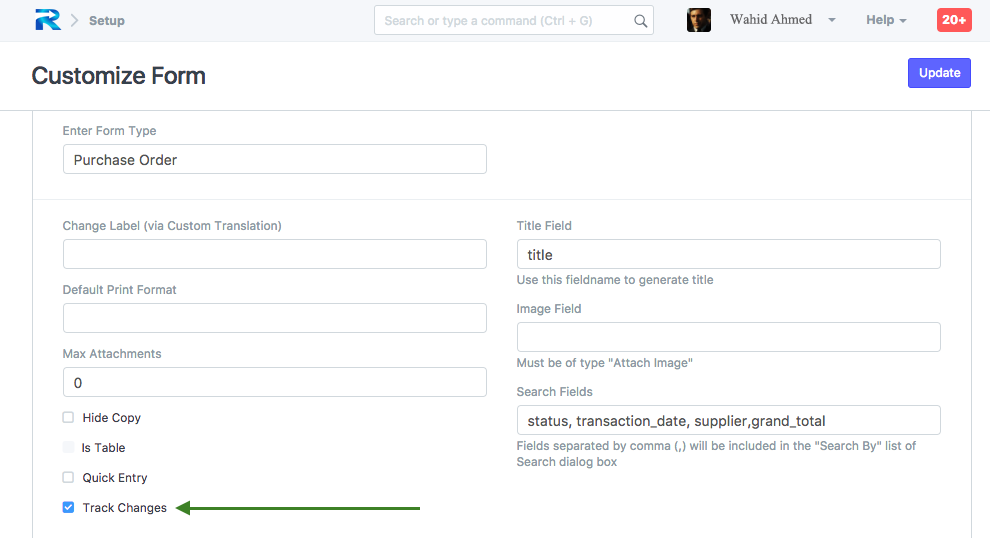 R Setup Search or type a command (Ctrl + G) Wahid Ahmed Help 20+
Customize Form Update
Enter Form Type
Purchase Order
Change Label (via Custom Translation)
Default Print Format
Max Attachments
0
Hide Copy
Is Table
Quick Entry
Track Changes
Title Field
title
Use this fieldname to generate title
Image Field
Must be of type "Attach Image"
Search Fields
status, transaction_date, supplier,grand_total
Fields separated by comma (,) will be included in the "Search By" list of
Search dialog box